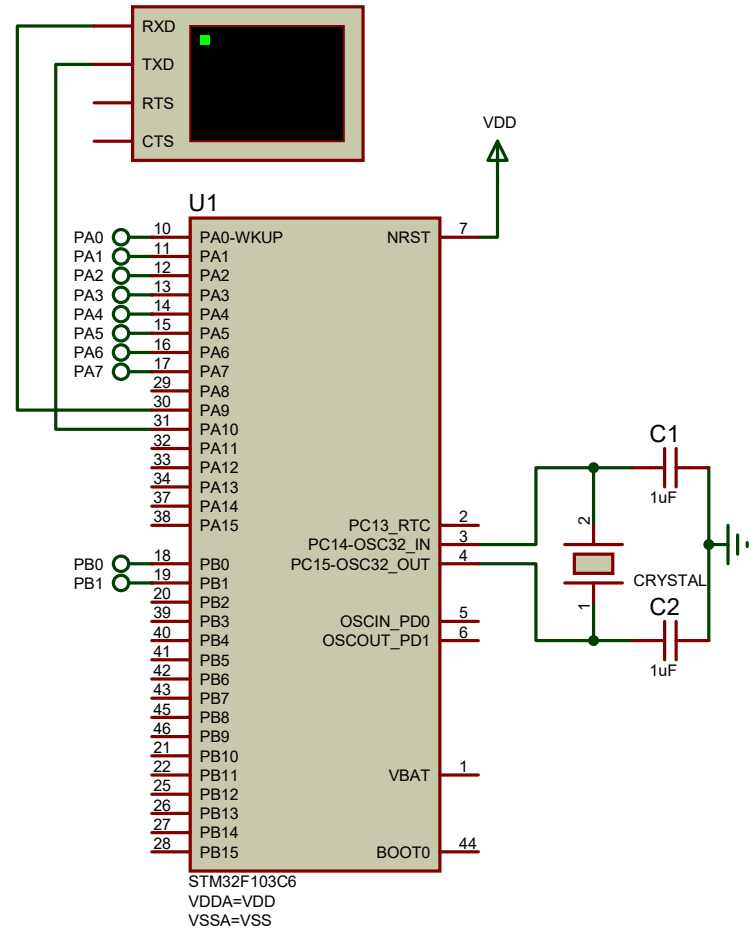 RXD
TXD
RTS
CTS
VDD
U1
PA0 10 PA0-WKUP NRST 7
PA1 11 PA1
PA2 12 PA2
PA3 13 PA3
PA4 14 PA4
PA5 15 PA5
PA6 16 PA6
PA7 17 PA7
29 PA8
30 PA9
31 PA10
32 PA11
33 PA12
34 PA13
37 PA14
38 PA15
PC13_RTC 2
PC14-OSC32_IN 3
PB0 18 PB0 PC15-OSC32_OUT 4
PB1 19 PB1
20 PB2
39 PB3 OSCIN_PD0 5
40 PB4 OSCOUT_PD1 6
41 PB5
42 PB6
43 PB7
45 PB8
46 PB9
21 PB10
22 PB11 VBAT 1
25 PB12
26 PB13
27 PB14
28 PB15 BOOT0 44
STM32F103C6
VDDA=VDD
VSSA=VSS
C1
1uF
2
CRYSTAL
1
C2
1uF